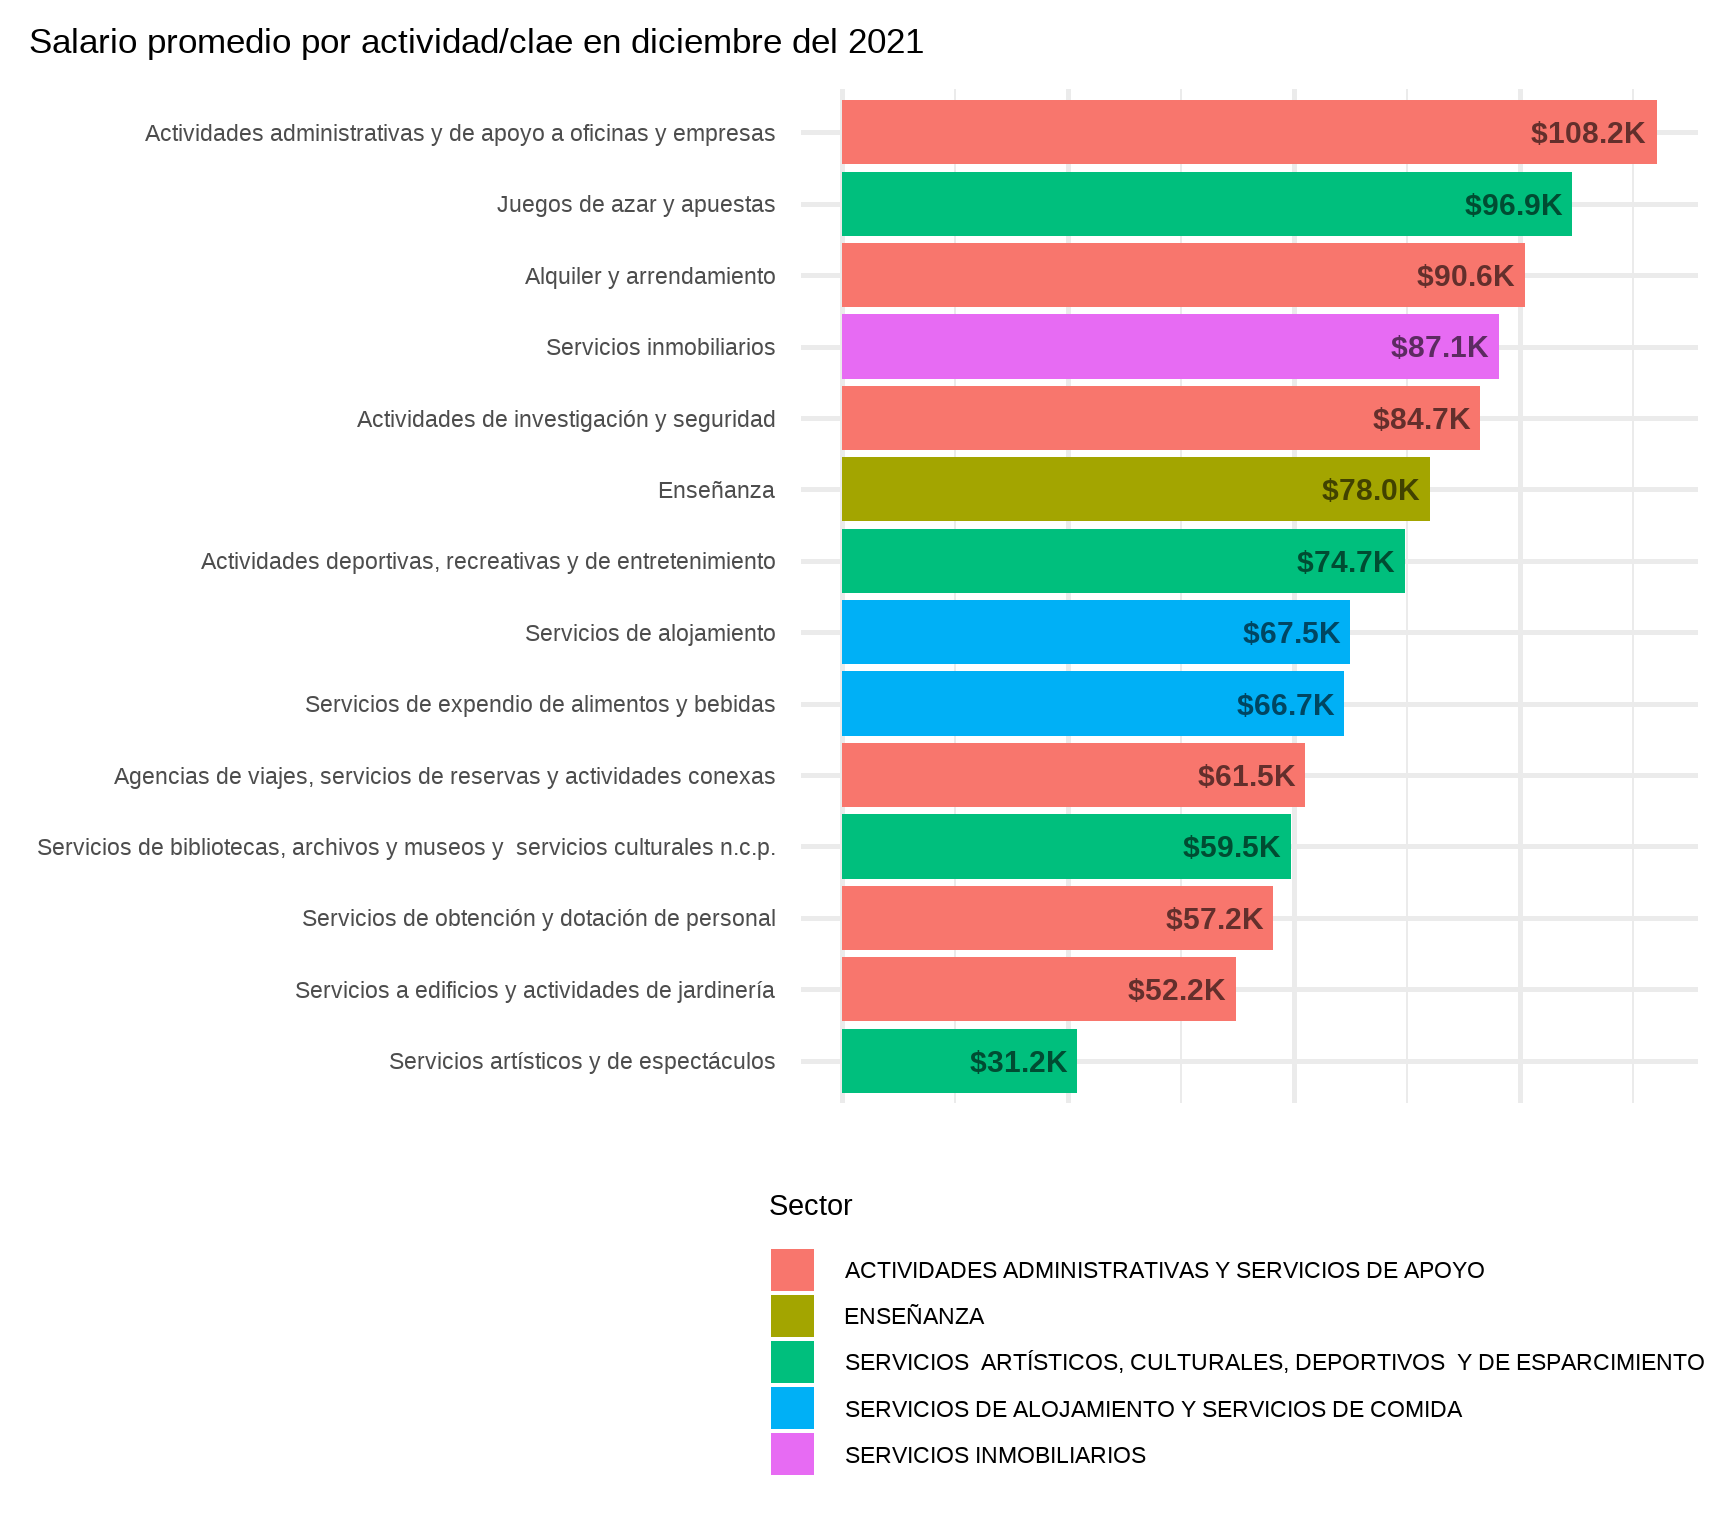 Salario promedio por actividad/clae en diciembre del 2021
Actividades administrativas y de apoyo a oficinas y empresas $108.2K
Juegos de azar y apuestas $96.9K
Alquiler y arrendamiento $90.6K
Servicios inmobiliarios $87.1K
Actividades de investigación y seguridad $84.7K
Enseñanza $78.0K
Actividades deportivas, recreativas y de entretenimiento $74.7K
Servicios de alojamiento $67.5K
Servicios de expendio de alimentos y bebidas $66.7K
Agencias de viajes, servicios de reservas y actividades conexas $61.5K
Servicios de bibliotecas, archivos y museos y  servicios culturales n.c.p. $59.5K
Servicios de obtención y dotación de personal $57.2K
Servicios a edificios y actividades de jardinería $52.2K
Servicios artísticos y de espectáculos $31.2K
Sector
ACTIVIDADES ADMINISTRATIVAS Y SERVICIOS DE APOYO
ENSEÑANZA
SERVICIOS  ARTÍSTICOS, CULTURALES, DEPORTIVOS  Y DE ESPARCIMIENTO
SERVICIOS DE ALOJAMIENTO Y SERVICIOS DE COMIDA
SERVICIOS INMOBILIARIOS